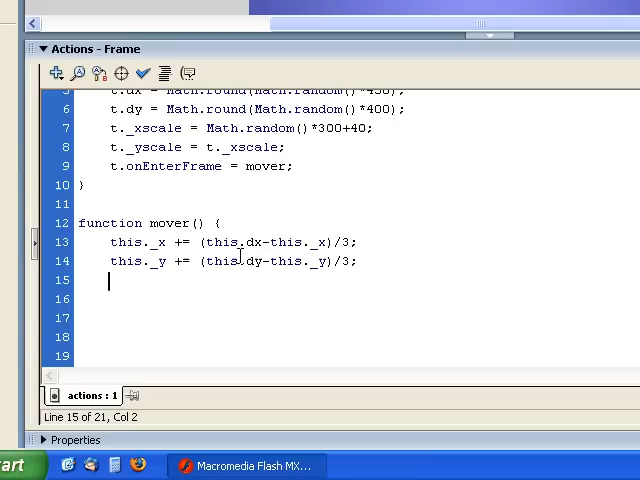 Actions - Frame
5 t.dx = Math.round(Math.random()*450);
6 t.dy = Math.round(Math.random()*400);
7 t._xscale = Math.random()*300+40;
8 t._yscale = t._xscale;
9 t.onEnterFrame = mover;
10 }
11
12 function mover() {
13 this._x += (this.dx-this._x)/3;
14 this._y += (this.dy-this._y)/3;
15
16
17
18
19
actions : 1
Line 15 of 21, Col 2
Properties
art Macromedia Flash MX...